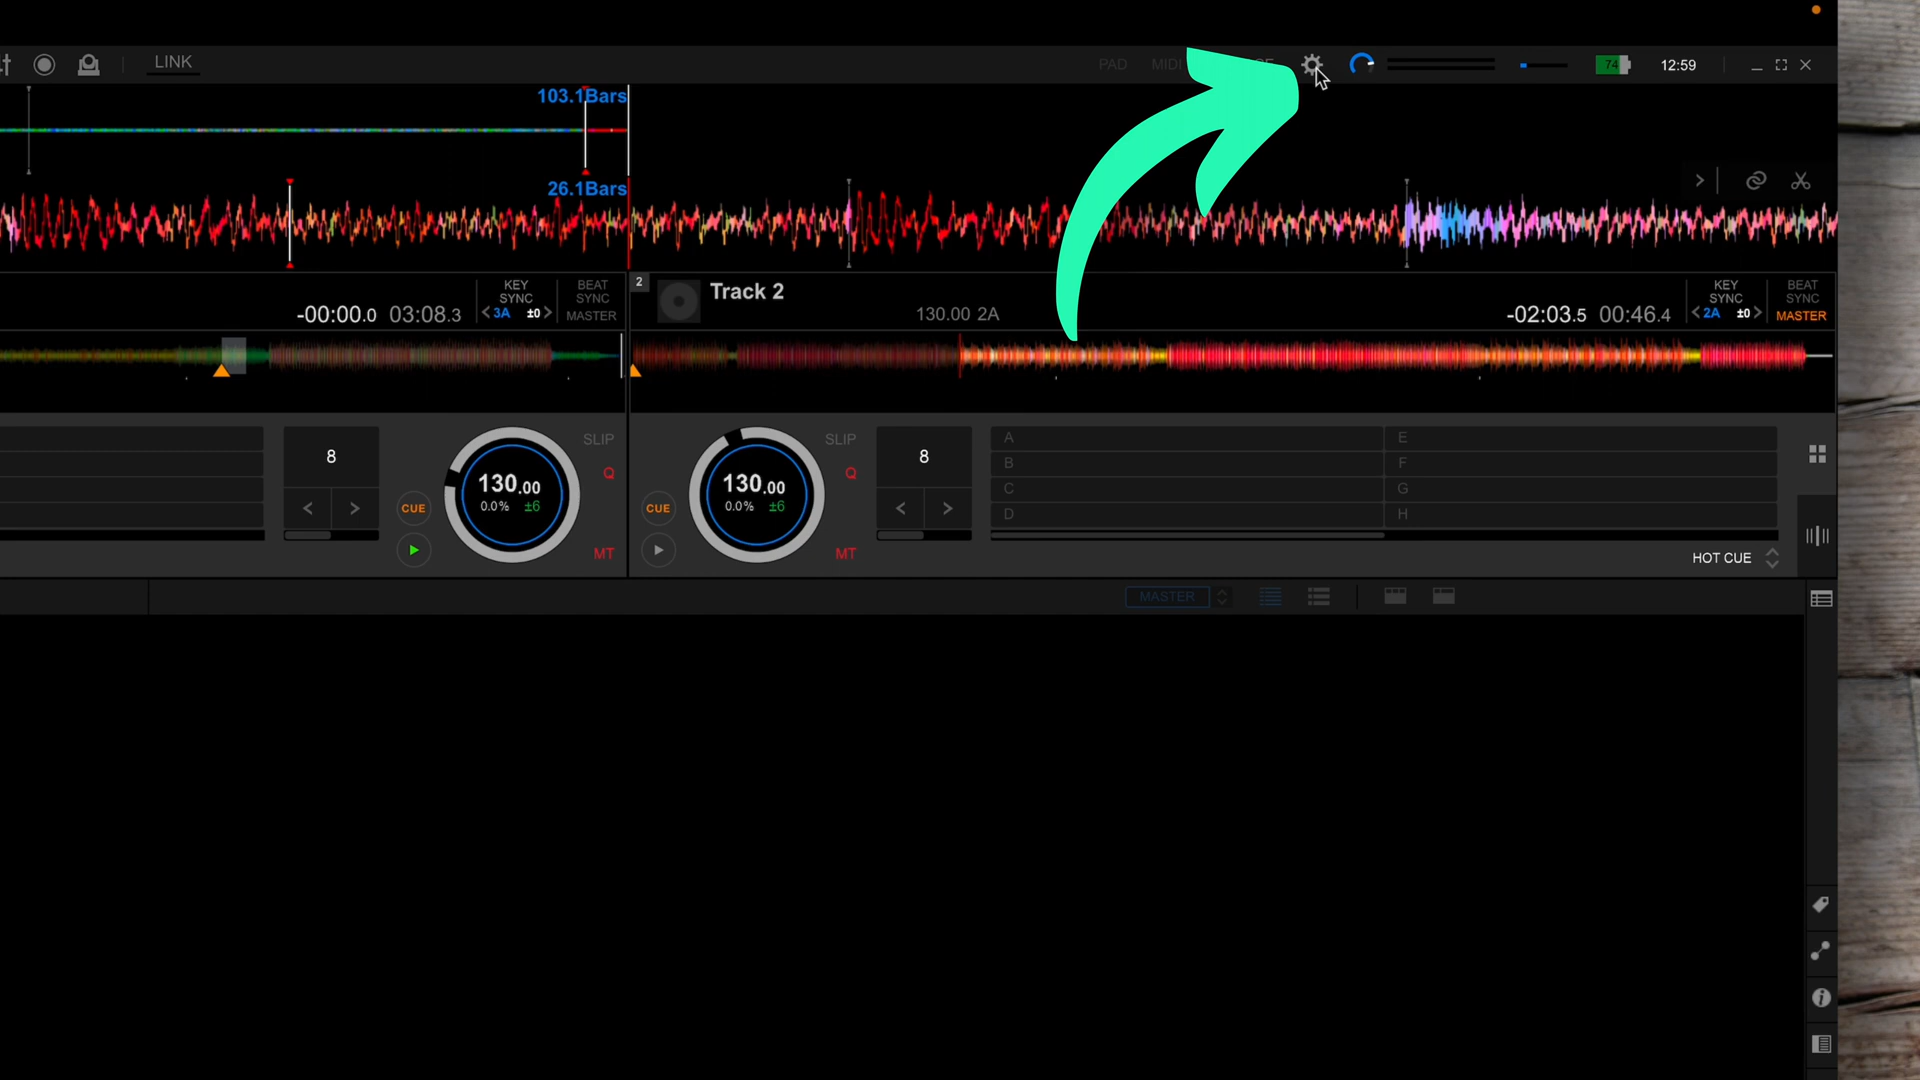 LINK
PAD
MIDI
74
12:59
103.1Bars
26.1Bars
-00:00.0 03:08.3
KEY
SYNC
3A ±0
BEAT
SYNC
MASTER
2
Track 2
130.00 2A
-02:03.5 00:46.4
KEY
SYNC
2A ±0
BEAT
SYNC
MASTER
8
CUE
130.00
0.0% ±6
SLIP
Q
MT
CUE
130.00
0.0% ±6
SLIP
Q
MT
8
A
B
C
D
E
F
G
H
HOT CUE
MASTER